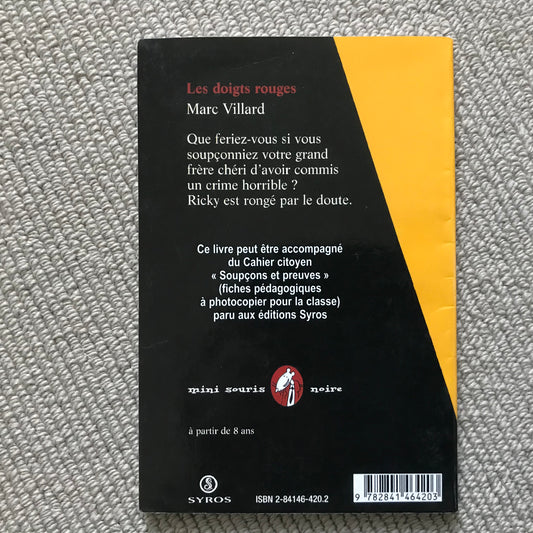 Les doigts rouges
Marc Villard
Que feriez-vous si vous
soupçonniez votre grand
frère chéri d'avoir commis
un crime horrible ?
Ricky est rongé par le doute.
Ce livre peut être accompagné
du Cahier citoyen
« Soupçons et preuves »
(fiches pédagogiques
à photocopier pour la classe)
paru aux éditions Syros
mini souris noire
à partir de 8 ans
SYROS
ISBN 2-84146-420.2
9 782841 464203